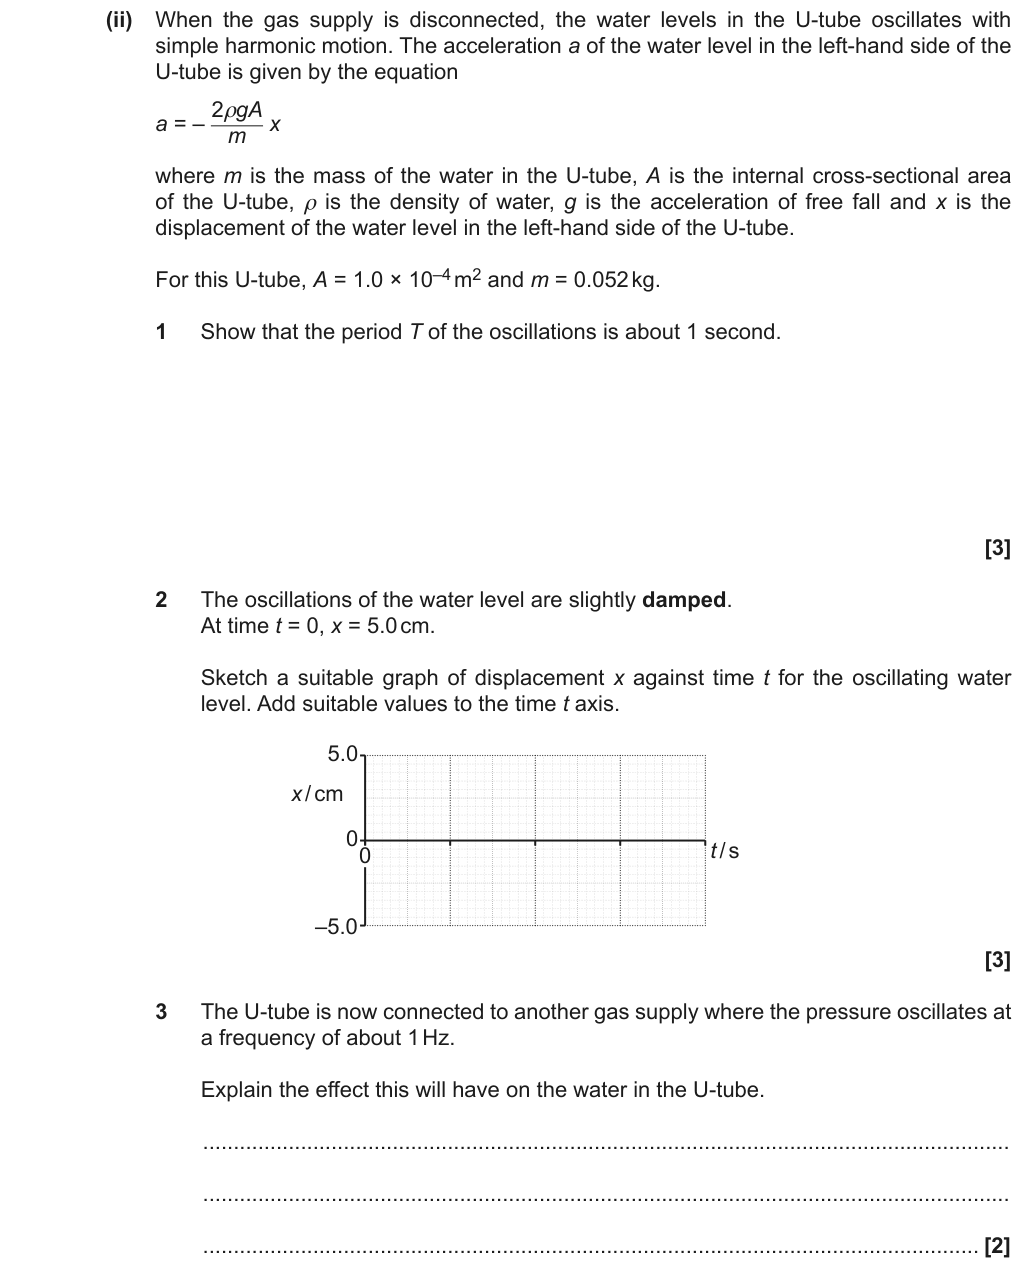 (ii) When the gas supply is disconnected, the water levels in the U-tube oscillates with
simple harmonic motion. The acceleration a of the water level in the left-hand side of the
U-tube is given by the equation
a = – 2ρgA/m x
where m is the mass of the water in the U-tube, A is the internal cross-sectional area
of the U-tube, ρ is the density of water, g is the acceleration of free fall and x is the
displacement of the water level in the left-hand side of the U-tube.
For this U-tube, A = 1.0 × 10⁻⁴ m² and m = 0.052 kg.
1 Show that the period T of the oscillations is about 1 second.
[3]
2 The oscillations of the water level are slightly damped.
At time t = 0, x = 5.0 cm.
Sketch a suitable graph of displacement x against time t for the oscillating water
level. Add suitable values to the time t axis.
5.0
x / cm
0
0
t / s
–5.0
[3]
3 The U-tube is now connected to another gas supply where the pressure oscillates at
a frequency of about 1 Hz.
Explain the effect this will have on the water in the U-tube.
[2]